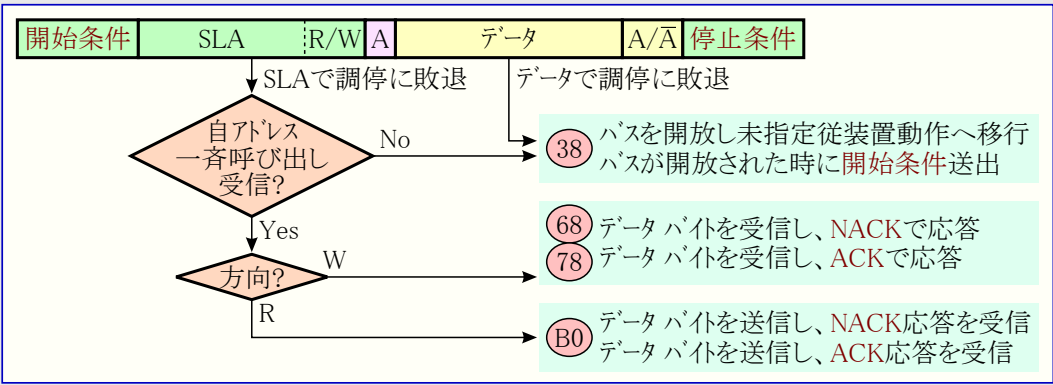 開始条件 SLA R/W A データ A/A̅ 停止条件
SLAで調停に敗退
データで調停に敗退
自アドレス
一斉呼び出し
受信?
No
38
バスを開放し未指定従装置動作へ移行
バスが開放された時に開始条件送出
Yes
方向?
W
68 データ バイトを受信し、NACKで応答
78 データ バイトを受信し、ACKで応答
R
B0
データ バイトを送信し、NACK応答を受信
データ バイトを送信し、ACK応答を受信